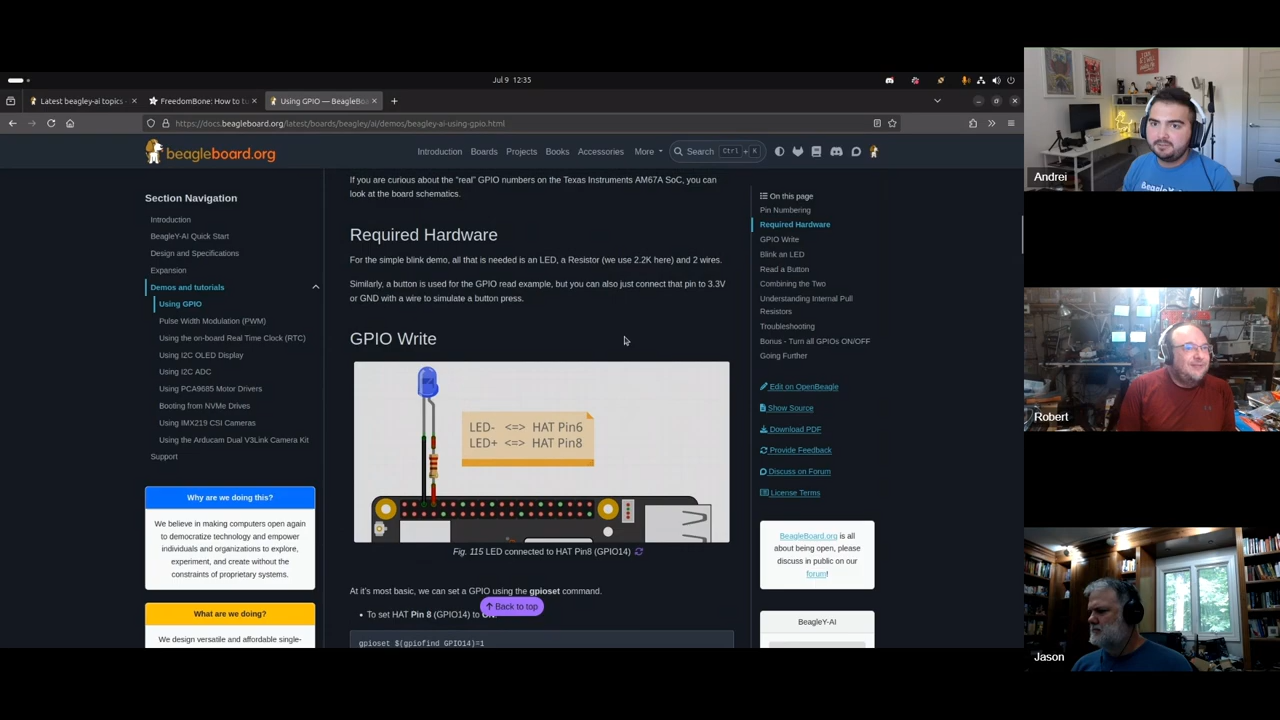 Jul 9 12:35
Latest beagley-ai topics
FreedomBone: How to tu
Using GPIO — BeagleBoa
https://docs.beagleboard.org/latest/boards/beagley/ai/demos/beagley-ai-using-gpio.html
beagleboard.org
Introduction
Boards
Projects
Books
Accessories
More
Search
Ctrl + K
Section Navigation
Introduction
BeagleY-AI Quick Start
Design and Specifications
Expansion
Demos and tutorials
Using GPIO
Pulse Width Modulation (PWM)
Using the on-board Real Time Clock (RTC)
Using I2C OLED Display
Using I2C ADC
Using PCA9685 Motor Drivers
Booting from NVMe Drives
Using IMX219 CSI Cameras
Using the Arducam Dual V3Link Camera Kit
Support
Why are we doing this?
We believe in making computers open again
to democratize technology and empower
individuals and organizations to explore,
experiment, and create without the
constraints of proprietary systems.
What are we doing?
We design versatile and affordable single-
If you are curious about the “real” GPIO numbers on the Texas Instruments AM67A SoC, you can
look at the board schematics.
Required Hardware
For the simple blink demo, all that is needed is an LED, a Resistor (we use 2.2K here) and 2 wires.
Similarly, a button is used for the GPIO read example, but you can also just connect that pin to 3.3V
or GND with a wire to simulate a button press.
GPIO Write
LED- <=> HAT Pin6
LED+ <=> HAT Pin8
Fig. 115 LED connected to HAT Pin8 (GPIO14)
At it's most basic, we can set a GPIO using the gpioset command.
Back to top
To set HAT Pin 8 (GPIO14) to
gpioset $(gpiofind GPIO14)=1
On this page
Pin Numbering
Required Hardware
GPIO Write
Blink an LED
Read a Button
Combining the Two
Understanding Internal Pull
Resistors
Troubleshooting
Bonus - Turn all GPIOs ON/OFF
Going Further
Edit on OpenBeagle
Show Source
Download PDF
Provide Feedback
Discuss on Forum
License Terms
BeagleBoard.org is all
about being open, please
discuss in public on our
forum!
BeagleY-AI
Andrei
Robert
Jason